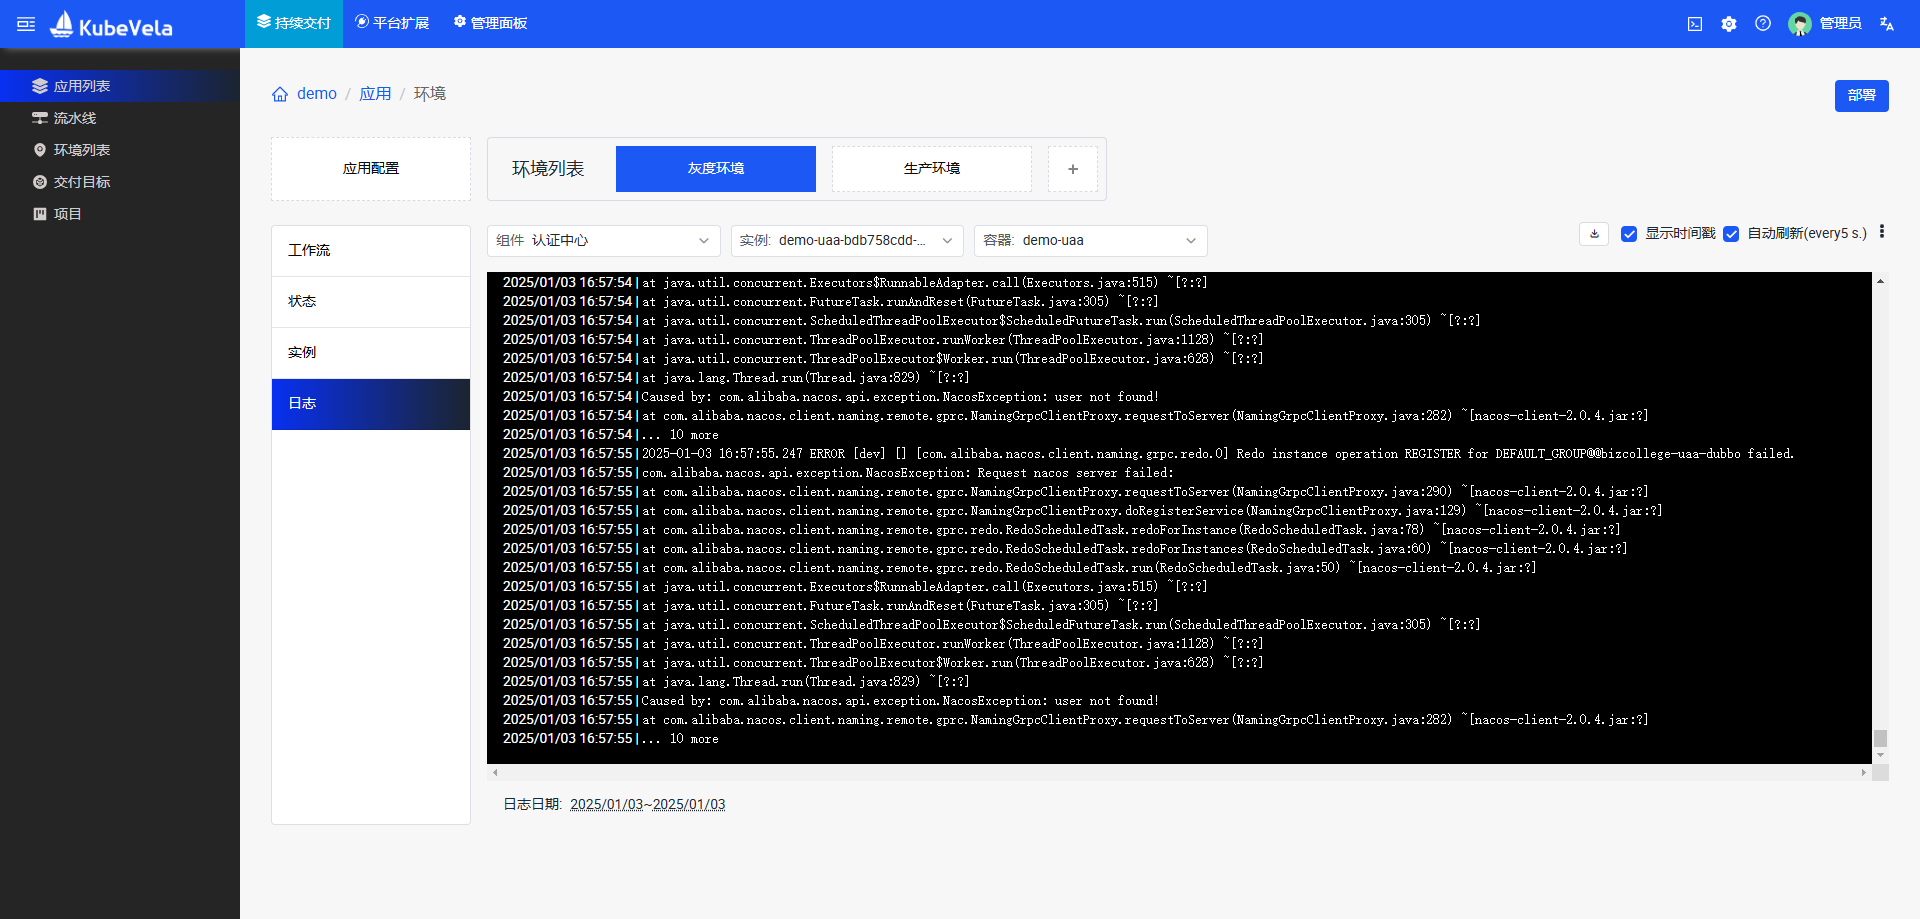 KubeVela 持续交付 平台扩展 管理面板 管理员
应用列表
流水线
环境列表
交付目标
项目
demo / 应用 / 环境
部署
应用配置
环境列表 灰度环境 生产环境 +
工作流
状态
实例
日志
组件 认证中心 实例: demo-uaa-bdb758cdd-... 容器: demo-uaa 显示时间戳 自动刷新(every5 s.)
2025/01/03 16:57:54|at java.util.concurrent.Executors$RunnableAdapter.call(Executors.java:515) ~[?:?]
2025/01/03 16:57:54|at java.util.concurrent.FutureTask.runAndReset(FutureTask.java:305) ~[?:?]
2025/01/03 16:57:54|at java.util.concurrent.ScheduledThreadPoolExecutor$ScheduledFutureTask.run(ScheduledThreadPoolExecutor.java:305) ~[?:?]
2025/01/03 16:57:54|at java.util.concurrent.ThreadPoolExecutor.runWorker(ThreadPoolExecutor.java:1128) ~[?:?]
2025/01/03 16:57:54|at java.util.concurrent.ThreadPoolExecutor$Worker.run(ThreadPoolExecutor.java:628) ~[?:?]
2025/01/03 16:57:54|at java.lang.Thread.run(Thread.java:829) ~[?:?]
2025/01/03 16:57:54|Caused by: com.alibaba.nacos.api.exception.NacosException: user not found!
2025/01/03 16:57:54|at com.alibaba.nacos.client.naming.remote.gprc.NamingGrpcClientProxy.requestToServer(NamingGrpcClientProxy.java:282) ~[nacos-client-2.0.4.jar:?]
2025/01/03 16:57:54|... 10 more
2025/01/03 16:57:55|2025-01-03 16:57:55.247 ERROR [dev] [] [com.alibaba.nacos.client.naming.grpc.redo.0] Redo instance operation REGISTER for DEFAULT_GROUP@@bizcollege-uaa-dubbo failed.
2025/01/03 16:57:55|com.alibaba.nacos.api.exception.NacosException: Request nacos server failed:
2025/01/03 16:57:55|at com.alibaba.nacos.client.naming.remote.gprc.NamingGrpcClientProxy.requestToServer(NamingGrpcClientProxy.java:290) ~[nacos-client-2.0.4.jar:?]
2025/01/03 16:57:55|at com.alibaba.nacos.client.naming.remote.gprc.NamingGrpcClientProxy.doRegisterService(NamingGrpcClientProxy.java:129) ~[nacos-client-2.0.4.jar:?]
2025/01/03 16:57:55|at com.alibaba.nacos.client.naming.remote.gprc.redo.RedoScheduledTask.redoForInstance(RedoScheduledTask.java:78) ~[nacos-client-2.0.4.jar:?]
2025/01/03 16:57:55|at com.alibaba.nacos.client.naming.remote.gprc.redo.RedoScheduledTask.redoForInstances(RedoScheduledTask.java:60) ~[nacos-client-2.0.4.jar:?]
2025/01/03 16:57:55|at com.alibaba.nacos.client.naming.remote.gprc.redo.RedoScheduledTask.run(RedoScheduledTask.java:50) ~[nacos-client-2.0.4.jar:?]
2025/01/03 16:57:55|at java.util.concurrent.Executors$RunnableAdapter.call(Executors.java:515) ~[?:?]
2025/01/03 16:57:55|at java.util.concurrent.FutureTask.runAndReset(FutureTask.java:305) ~[?:?]
2025/01/03 16:57:55|at java.util.concurrent.ScheduledThreadPoolExecutor$ScheduledFutureTask.run(ScheduledThreadPoolExecutor.java:305) ~[?:?]
2025/01/03 16:57:55|at java.util.concurrent.ThreadPoolExecutor.runWorker(ThreadPoolExecutor.java:1128) ~[?:?]
2025/01/03 16:57:55|at java.util.concurrent.ThreadPoolExecutor$Worker.run(ThreadPoolExecutor.java:628) ~[?:?]
2025/01/03 16:57:55|at java.lang.Thread.run(Thread.java:829) ~[?:?]
2025/01/03 16:57:55|Caused by: com.alibaba.nacos.api.exception.NacosException: user not found!
2025/01/03 16:57:55|at com.alibaba.nacos.client.naming.remote.gprc.NamingGrpcClientProxy.requestToServer(NamingGrpcClientProxy.java:282) ~[nacos-client-2.0.4.jar:?]
2025/01/03 16:57:55|... 10 more
日志日期: 2025/01/03~2025/01/03